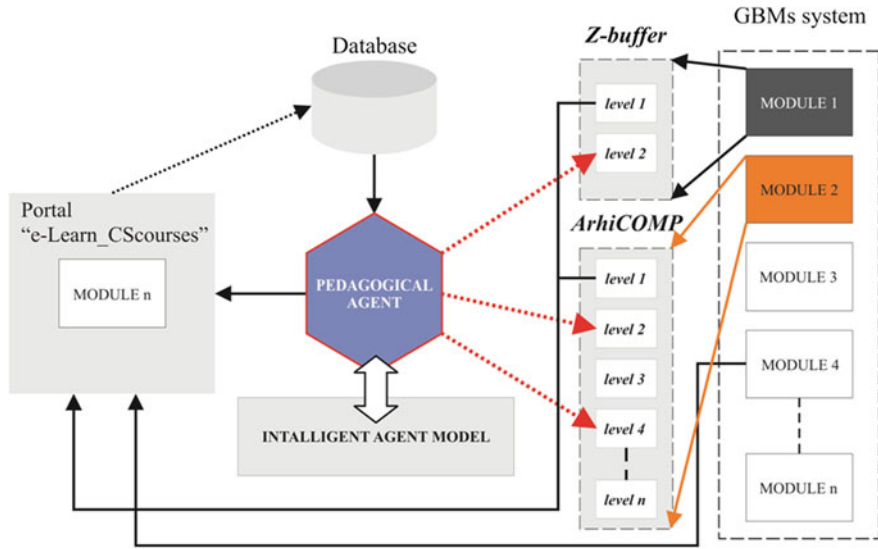 GBMs system
Database
Z-buffer
level 1
level 2
MODULE 1
MODULE 2
Portal
“e-Learn_CScourses”
MODULE n
PEDAGOGICAL
AGENT
ArhiCOMP
level 1
level 2
level 3
level 4
level n
MODULE 3
MODULE 4
MODULE n
INTALLIGENT AGENT MODEL